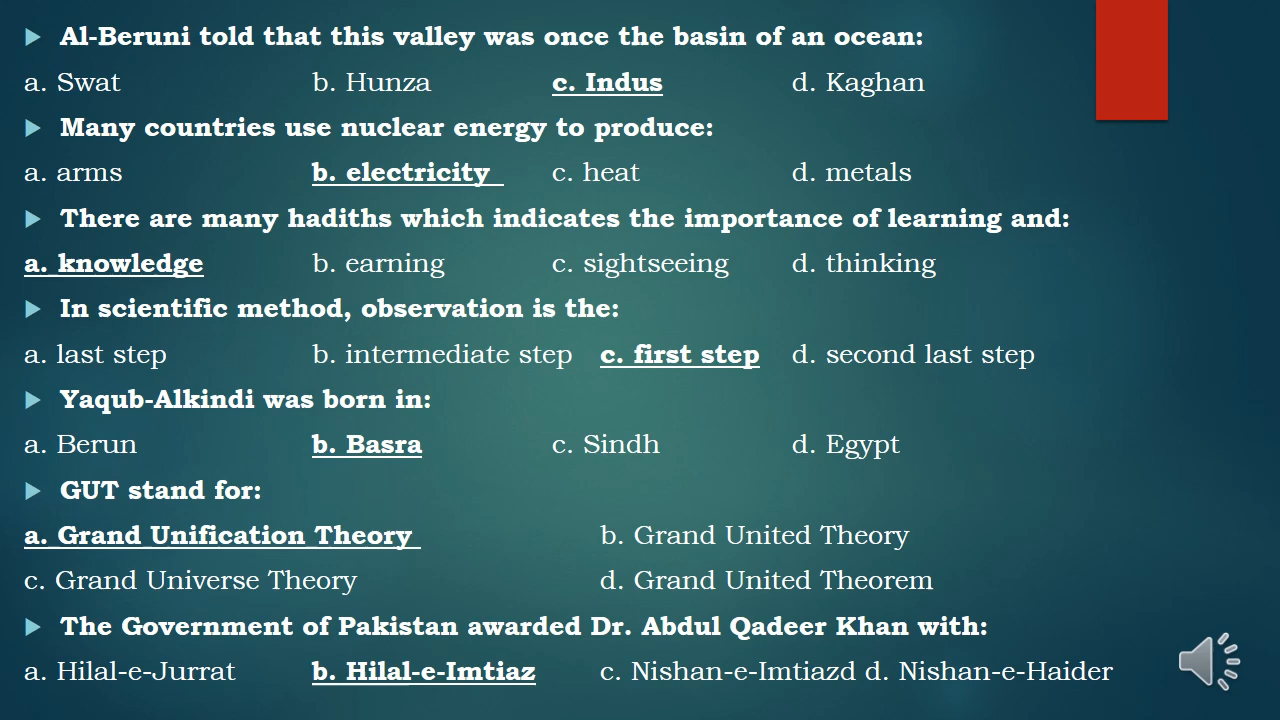 Al-Beruni told that this valley was once the basin of an ocean:
a. Swat b. Hunza c. Indus d. Kaghan
Many countries use nuclear energy to produce:
a. arms b. electricity c. heat d. metals
There are many hadiths which indicates the importance of learning and:
a. knowledge b. earning c. sightseeing d. thinking
In scientific method, observation is the:
a. last step b. intermediate step c. first step d. second last step
Yaqub-Alkindi was born in:
a. Berun b. Basra c. Sindh d. Egypt
GUT stand for:
a. Grand Unification Theory b. Grand United Theory
c. Grand Universe Theory d. Grand United Theorem
The Government of Pakistan awarded Dr. Abdul Qadeer Khan with:
a. Hilal-e-Jurrat b. Hilal-e-Imtiaz c. Nishan-e-Imtiazd d. Nishan-e-Haider